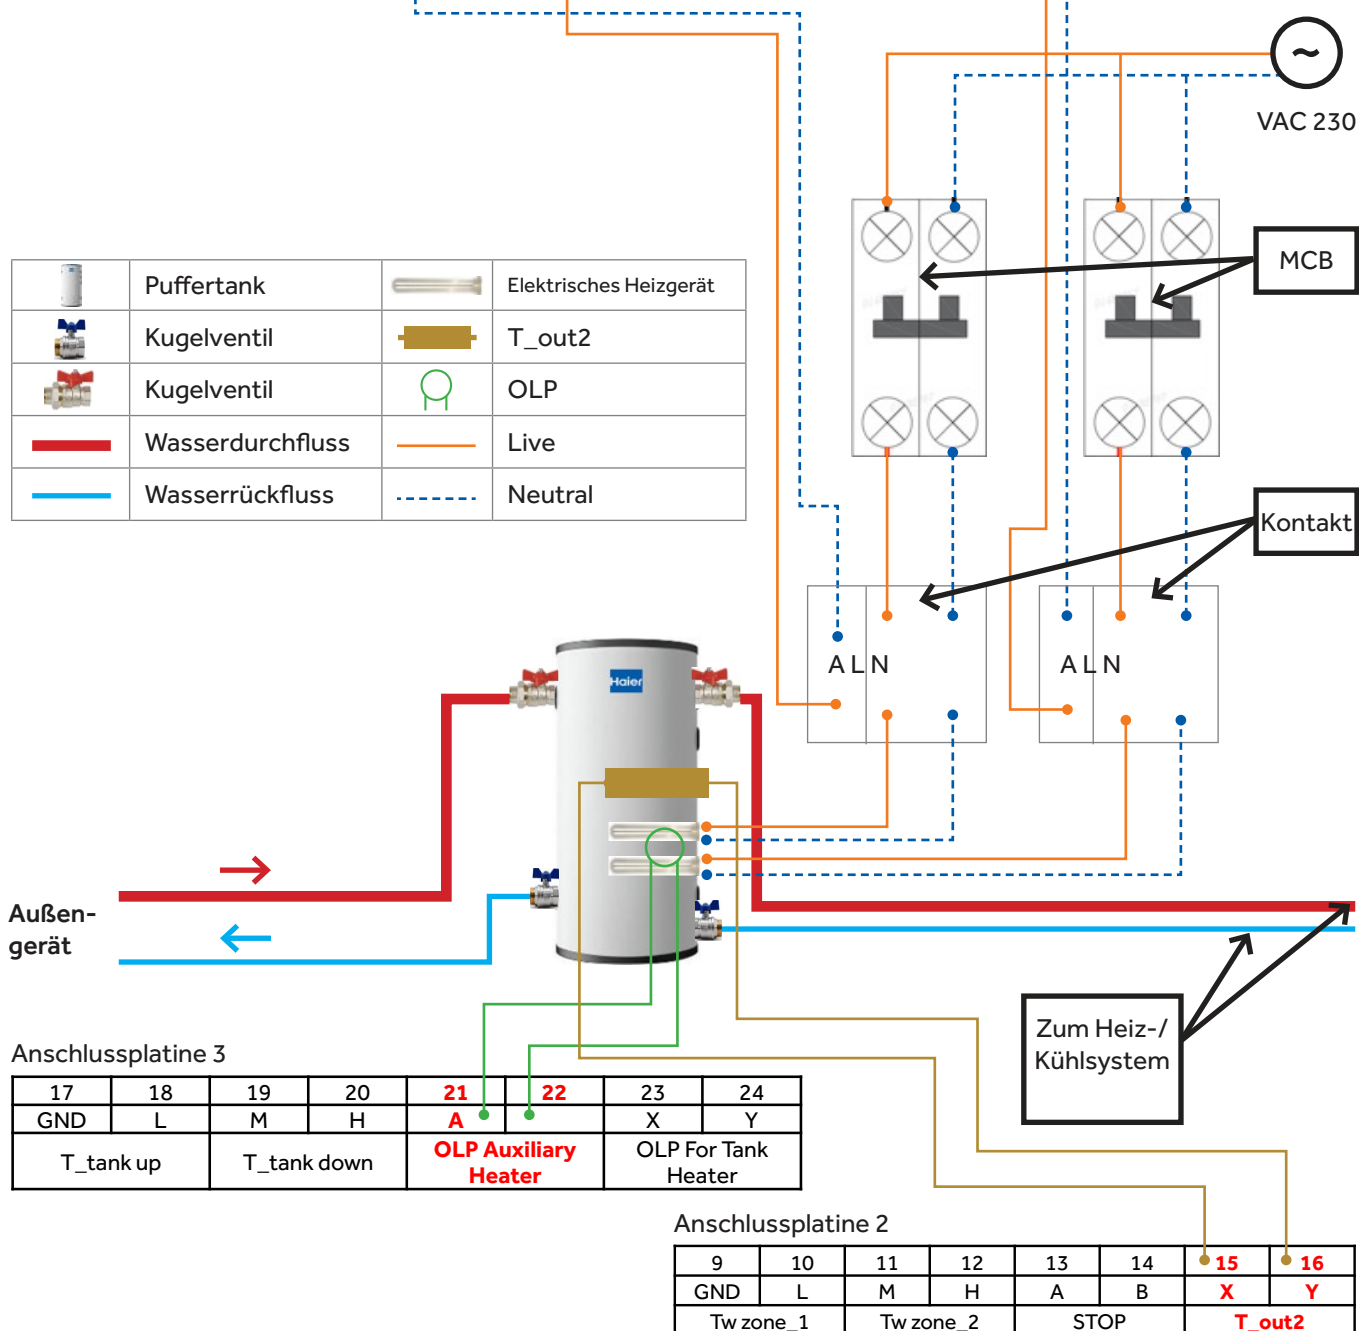 VAC 230
MCB
Puffertank
Elektrisches Heizgerät
Kugelventil
T_out2
Kugelventil
OLP
Wasserdurchfluss
Live
Wasserrückfluss
Neutral
Kontakt
A L N
A L N
Haier
Außen-
gerät
Zum Heiz-/
Kühlsystem
Anschlussplatine 3
17 18 19 20 21 22 23 24
GND L M H A X Y
T_tank up T_tank down OLP Auxiliary Heater OLP For Tank Heater
Anschlussplatine 2
9 10 11 12 13 14 15 16
GND L M H A B X Y
Tw zone_1 Tw zone_2 STOP T_out2